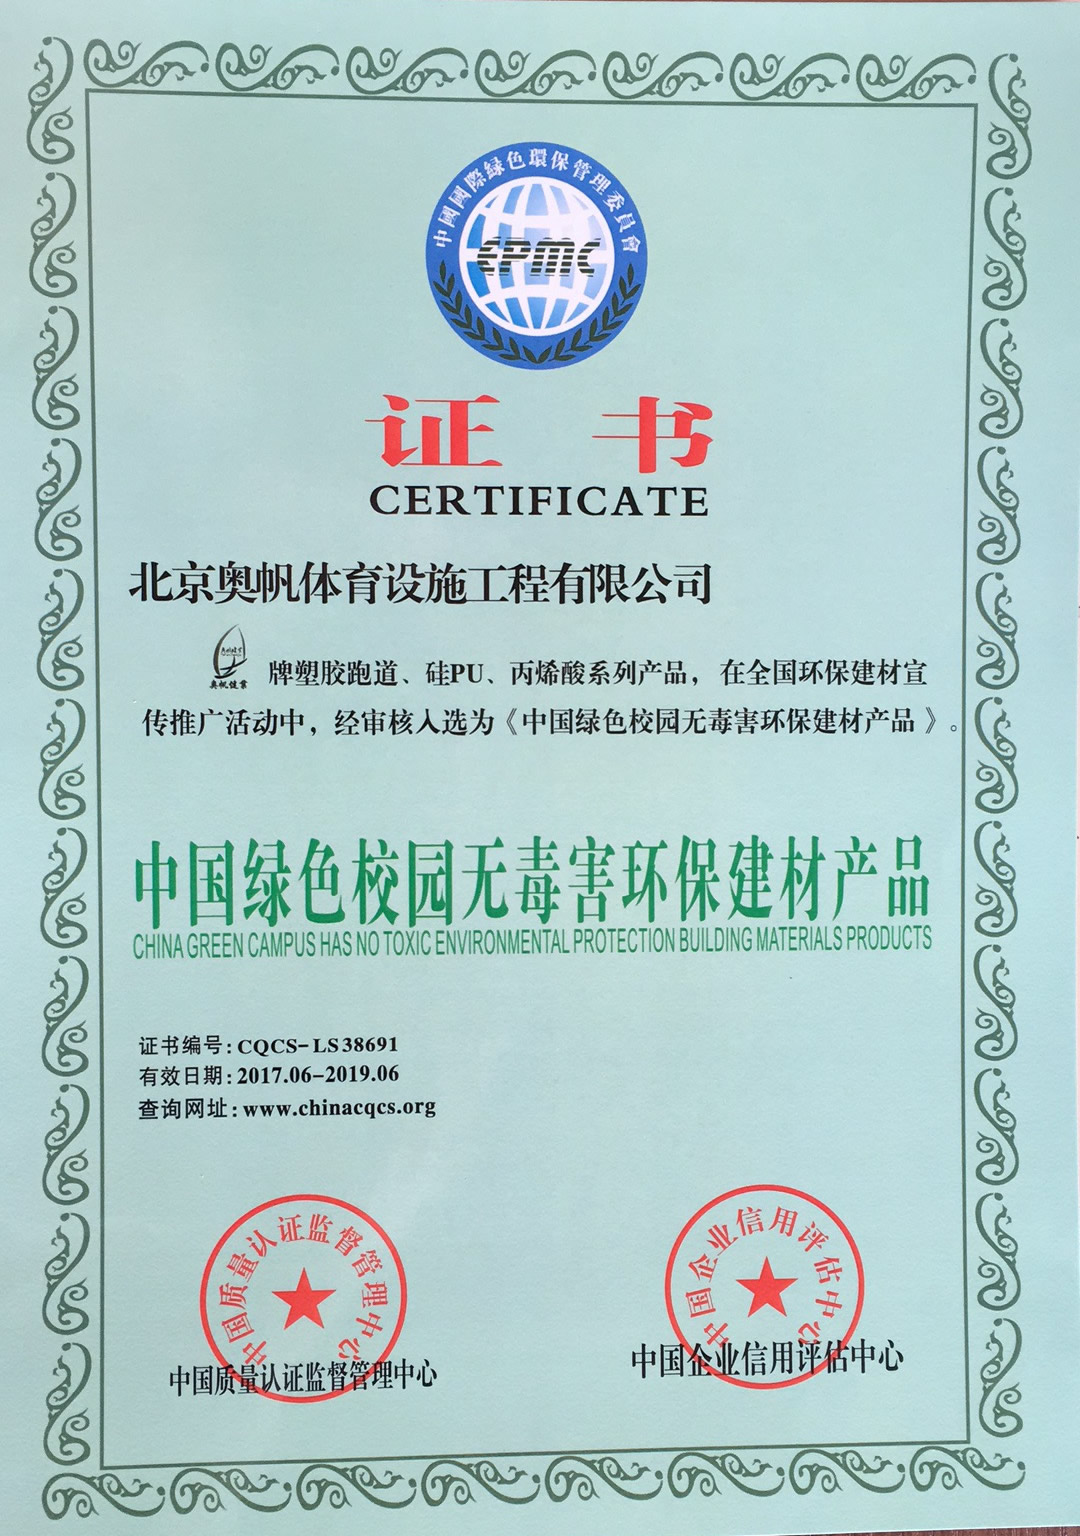 中國國際緑色環保管理委員會
EPMC
证书
CERTIFICATE
北京奥帆体育设施工程有限公司
奥帆健業
牌塑胶跑道、硅PU、丙烯酸系列产品，在全国环保建材宣
传推广活动中，经审核入选为《中国绿色校园无毒害环保建材产品》。
中国绿色校园无毒害环保建材产品
CHINA GREEN CAMPUS HAS NO TOXIC ENVIRONMENTAL PROTECTION BUILDING MATERIALS PRODUCTS
证书编号:CQCS-LS38691
有效日期:2017.06-2019.06
查询网址:www.chinacqcs.org
中国质量认证监督管理中心
中国质量认证监督管理中心
中国企业信用评估中心
中国企业信用评估中心